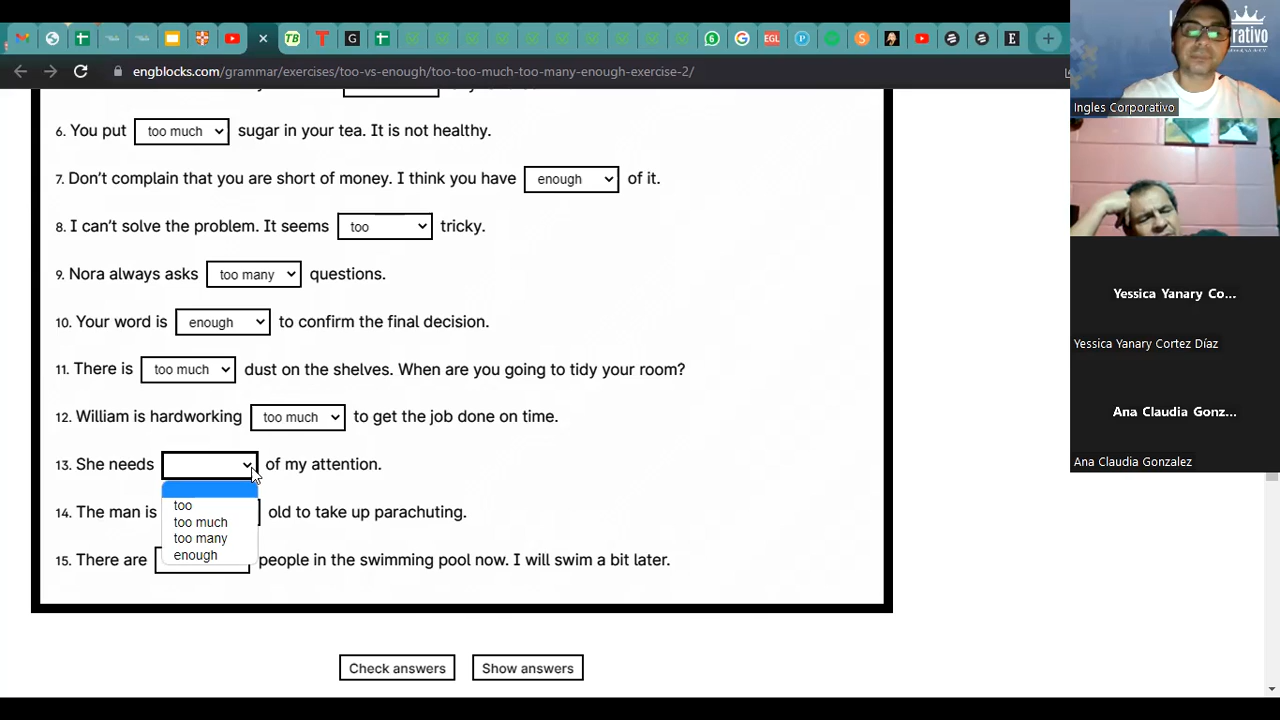 engblocks.com/grammar/exercises/too-vs-enough/too-too-much-too-many-enough-exercise-2/
6. You put too much sugar in your tea. It is not healthy.
7. Don't complain that you are short of money. I think you have enough of it.
8. I can't solve the problem. It seems too tricky.
9. Nora always asks too many questions.
10. Your word is enough to confirm the final decision.
11. There is too much dust on the shelves. When are you going to tidy your room?
12. William is hardworking too much to get the job done on time.
13. She needs of my attention.
too
too much
too many
enough
14. The man is old to take up parachuting.
15. There are people in the swimming pool now. I will swim a bit later.
Check answers Show answers
rativo
Ingles Corporativo
Yessica Yanary Co...
Yessica Yanary Cortez Díaz
Ana Claudia Gonz...
Ana Claudia Gonzalez